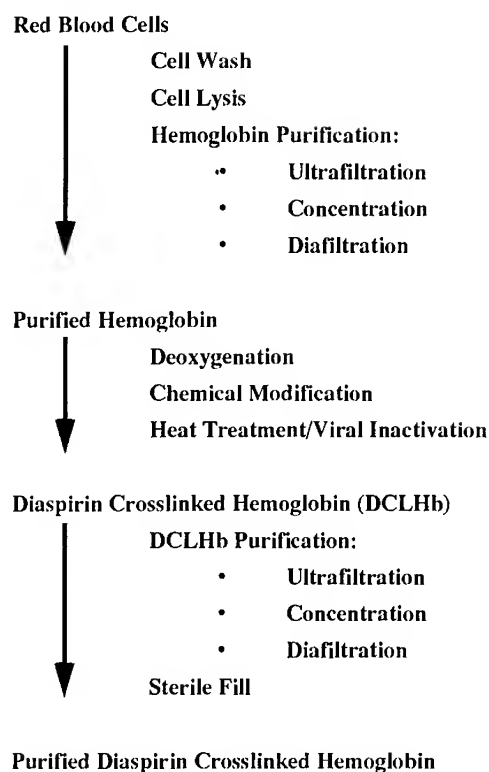 Red Blood Cells
Cell Wash
Cell Lysis
Hemoglobin Purification:
• Ultrafiltration
• Concentration
• Diafiltration
Purified Hemoglobin
Deoxygenation
Chemical Modification
Heat Treatment/Viral Inactivation
Diaspirin Crosslinked Hemoglobin (DCLHb)
DCLHb Purification:
• Ultrafiltration
• Concentration
• Diafiltration
Sterile Fill
Purified Diaspirin Crosslinked Hemoglobin